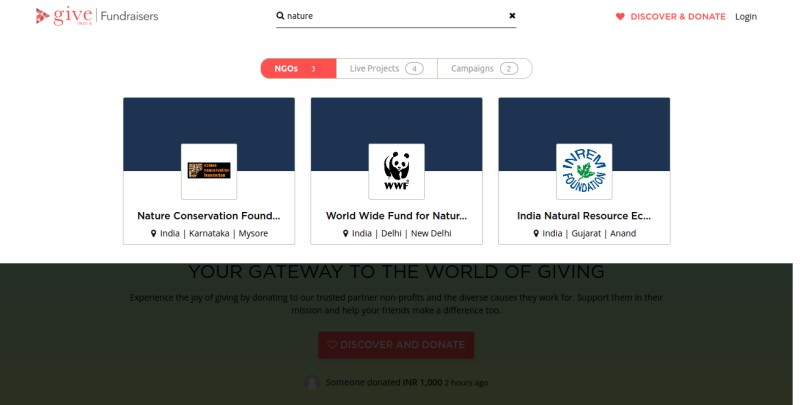 give | Fundraisers
INDIA
nature
DISCOVER & DONATE Login
NGOs 3 Live Projects 4 Campaigns 2
NATURE CONSERVATION FOUNDATION
WWF
INREM FOUNDATION
Nature Conservation Found...
India | Karnataka | Mysore
World Wide Fund for Natur...
India | Delhi | New Delhi
India Natural Resource Ec...
India | Gujarat | Anand
YOUR GATEWAY TO THE WORLD OF GIVING
Experience the joy of giving by donating to our trusted partner non-profits and the diverse causes they work for. Support them in their
mission and help your friends make a difference too.
DISCOVER AND DONATE
Someone donated INR 1,000 2 hours ago